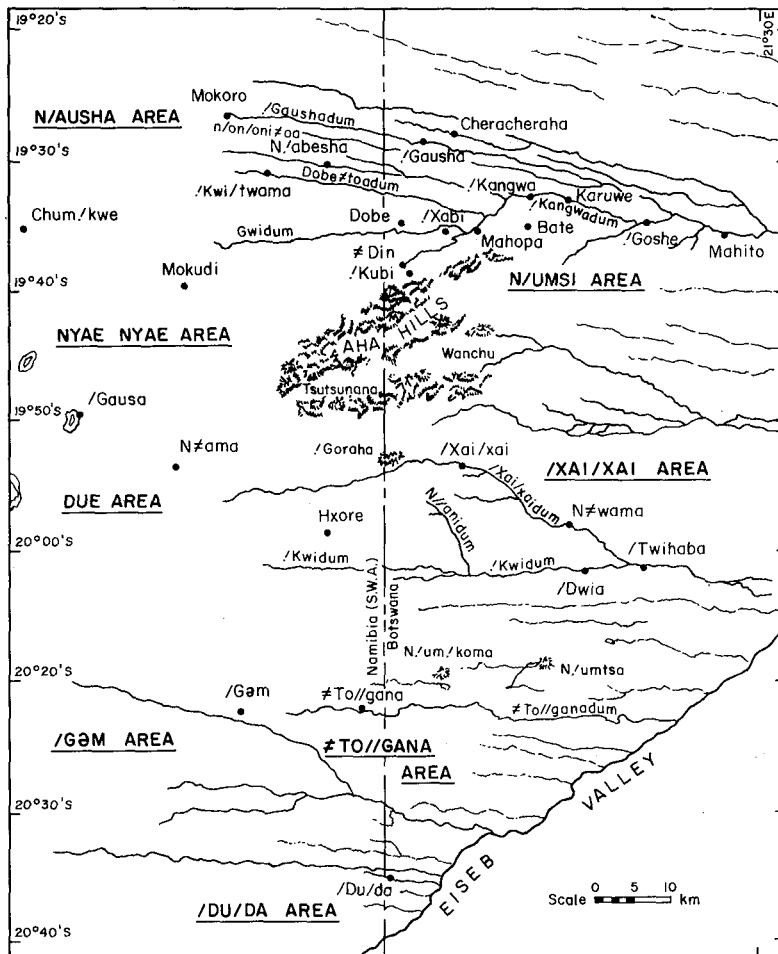 19°20'S
21°30'E
Mokoro
N/AUSHA AREA
!Gaushadum
Cheracheraha
n/on/oni≠oa
19°30'S
N!abesha
!Gausha
Dobe≠toadum
!Kangwa
Karuwe
!Kwi/twama
!Kangwadum
Chum!kwe
Dobe
!Xabi
Gwidum
Mahopa
Bate
!Goshe
Mahito
≠Din
19°40'S
Mokudi
!Kubi
N/UMSI AREA
NYAE NYAE AREA
AHA HILLS
Wanchu
Tsutsunana
19°50'S
/Gausa
!Goraha
/Xai/xai
/XAI/XAI AREA
N≠ama
/Xai/xaidum
DUE AREA
Hxore
N//anidum
N≠wama
20°00'S
!Kwidum
!Kwidum
/Twihaba
/Dwia
Namibia (S.W.A.)
Botswana
20°20'S
N!um!koma
N!umtsa
/Gəm
≠To//gana
≠To//ganadum
/GƏM AREA
≠TO//GANA
AREA
20°30'S
EISEB VALLEY
/Du/da
Scale 0 5 10 km
/DU/DA AREA
20°40'S